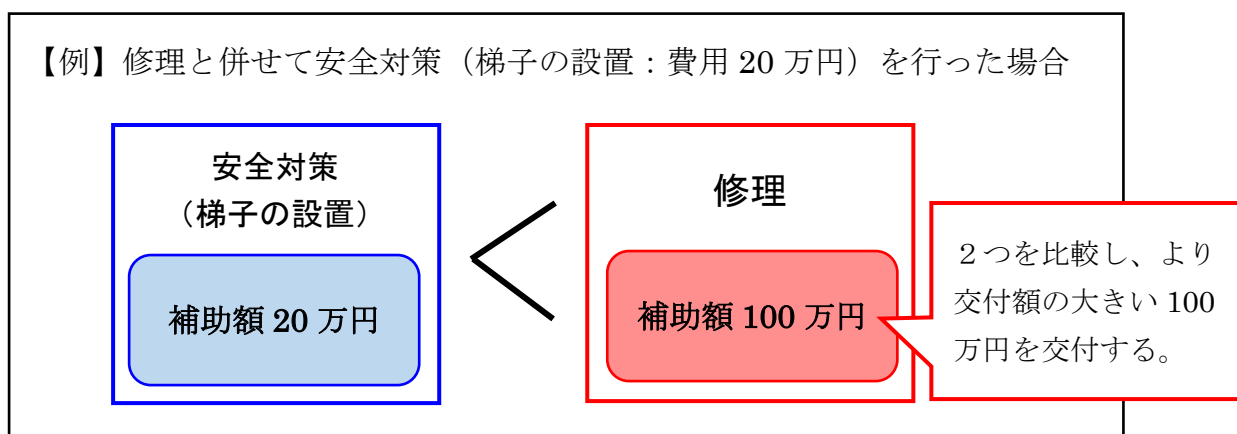 【例】修理と併せて安全対策（梯子の設置：費用 20 万円）を行った場合
安全対策
（梯子の設置）
補助額 20 万円
＜
修理
補助額 100 万円
２つを比較し、より
交付額の大きい 100
万円を交付する。